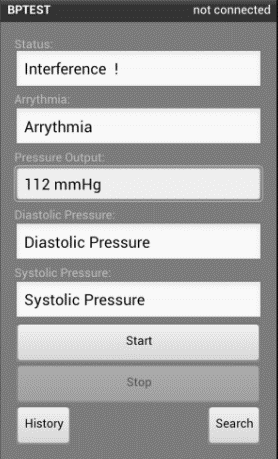 BPTEST not connected
Status:
Interference !
Arrythmia:
Arrythmia
Pressure Output:
112 mmHg
Diastolic Pressure:
Diastolic Pressure
Systolic Pressure:
Systolic Pressure
Start
Stop
History Search